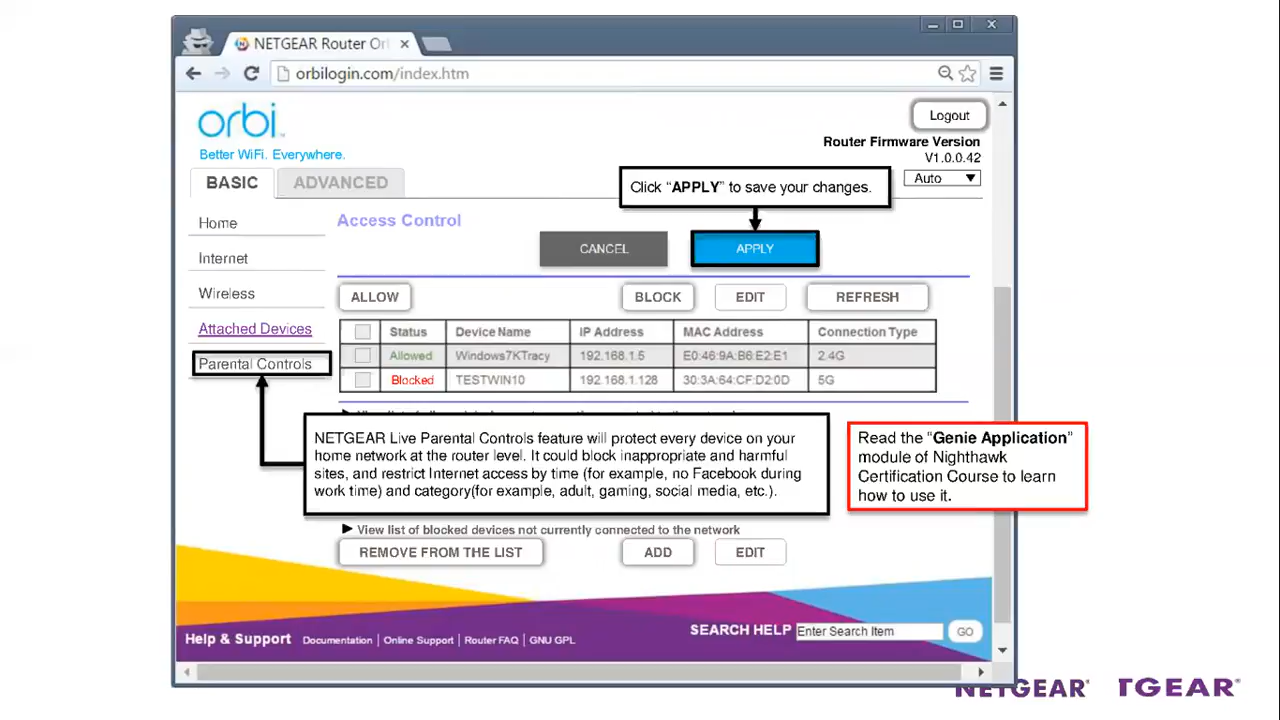 NETGEAR Router Orl
orbilogin.com/index.htm
orbi
Better WiFi. Everywhere.
Logout
Router Firmware Version
V1.0.0.42
Auto
BASIC
ADVANCED
Click “APPLY” to save your changes.
Home
Internet
Wireless
Attached Devices
Parental Controls
Access Control
CANCEL
APPLY
ALLOW
BLOCK
EDIT
REFRESH
Status Device Name IP Address MAC Address Connection Type
Allowed Windows7KTracy 192.168.1.5 E0:46:9A:B6:E2:E1 2.4G
Blocked TESTWIN10 192.168.1.128 30:3A:64:CF:D2:0D 5G
NETGEAR Live Parental Controls feature will protect every device on your
home network at the router level. It could block inappropriate and harmful
sites, and restrict Internet access by time (for example, no Facebook during
work time) and category(for example, adult, gaming, social media, etc.).
Read the “Genie Application”
module of Nighthawk
Certification Course to learn
how to use it.
View list of blocked devices not currently connected to the network
REMOVE FROM THE LIST
ADD
EDIT
Help & Support Documentation | Online Support | Router FAQ | GNU GPL
SEARCH HELP Enter Search Item GO
NETGEAR
TGEAR